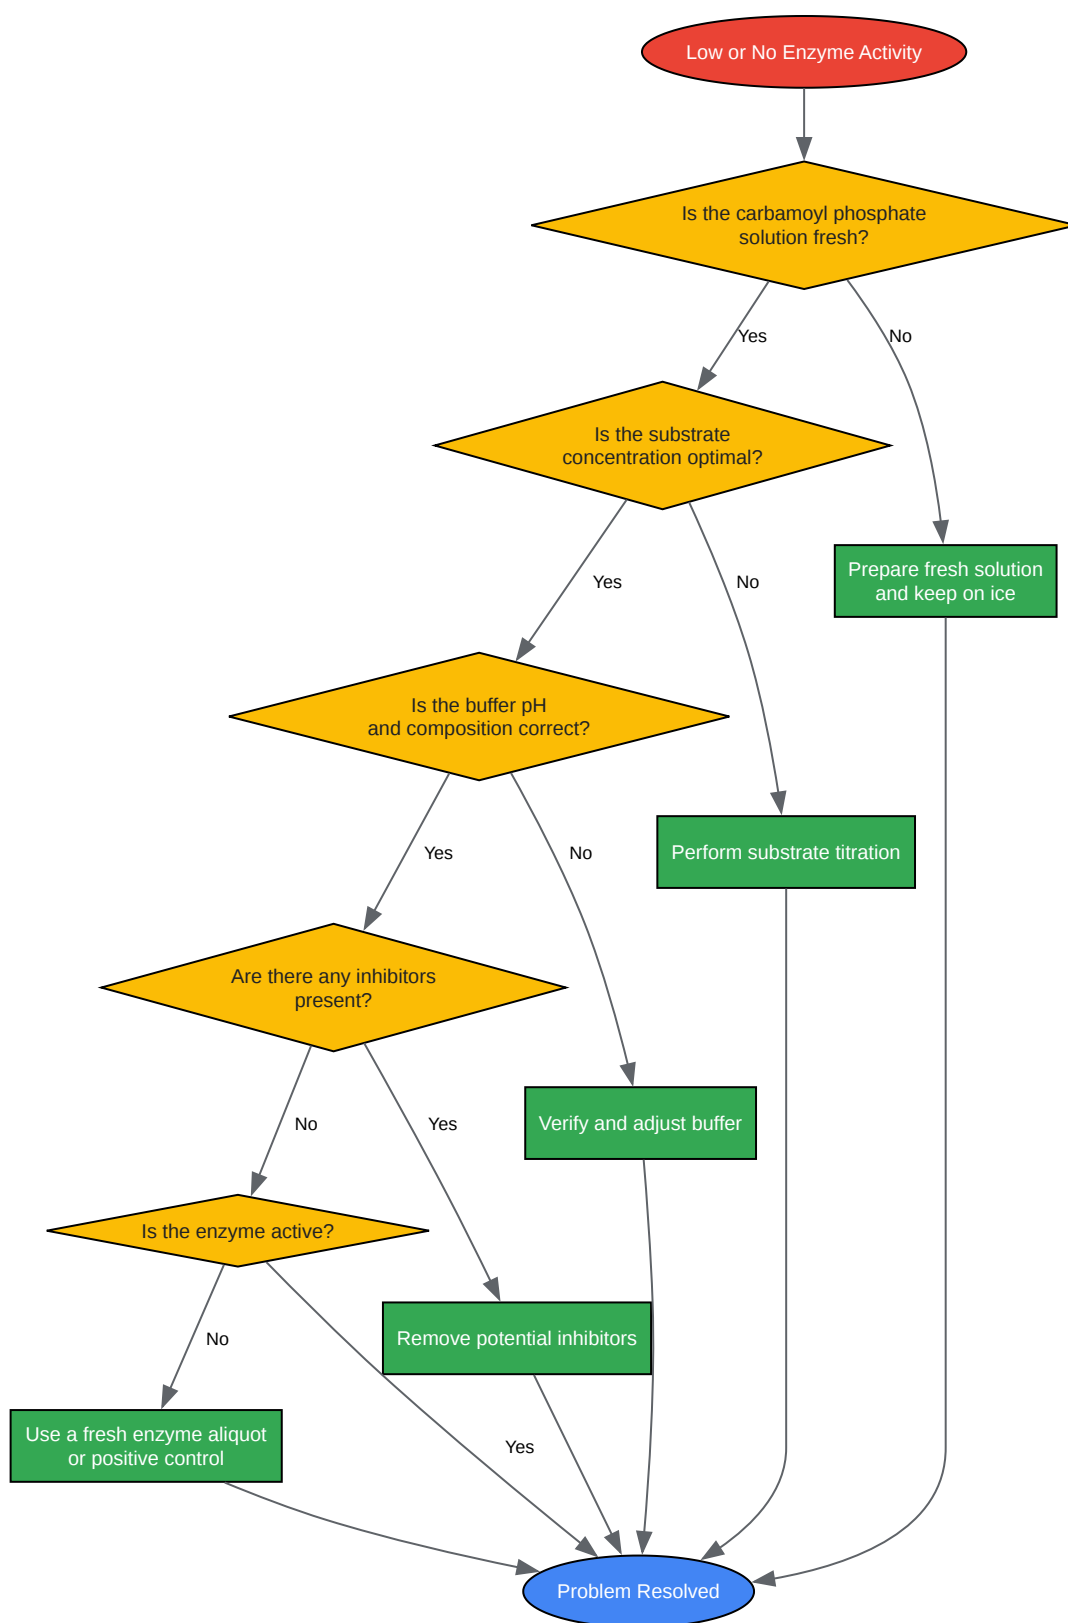 Low or No Enzyme Activity
Is the carbamoyl phosphate
solution fresh?
Yes
No
Is the substrate
concentration optimal?
Yes
No
Prepare fresh solution
and keep on ice
Is the buffer pH
and composition correct?
Yes
No
Perform substrate titration
Are there any inhibitors
present?
No
Yes
Verify and adjust buffer
Is the enzyme active?
No
Yes
Remove potential inhibitors
Use a fresh enzyme aliquot
or positive control
Problem Resolved